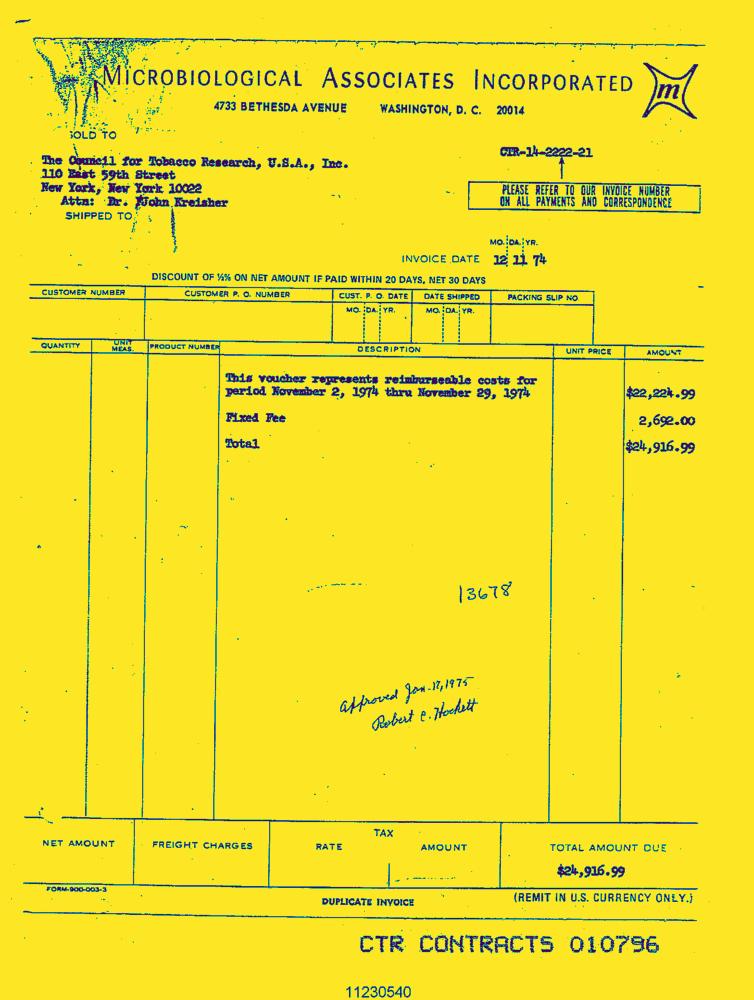 MICROBIOLOGICAL ASSOCIATES INCORPORATED
m
4733 BETHESDA AVENUE WASHINGTON, D. C. 20014
SOLD TO
CTR-14-2222-21
The Council for Tobacco Research, U.S.A., Inc.
110 East 59th Street
New York, New York 10022
Attn: Dr. John Kreisher
PLEASE REFER TO OUR INVOICE NUMBER
ON ALL PAYMENTS AND CORRESPONDENCE
SHIPPED TO
MO. DA. YR.
INVOICE DATE 12 11 74
DISCOUNT OF ½% ON NET AMOUNT IF PAID WITHIN 20 DAYS, NET 30 DAYS
CUSTOMER NUMBER CUSTOMER P. O. NUMBER CUST. P. O. DATE DATE SHIPPED PACKING SLIP NO
MO. DA. YR. MO. DA. YR.
QUANTITY UNIT MEAS. PRODUCT NUMBER DESCRIPTION UNIT PRICE AMOUNT
This voucher represents reimburseable costs for
period November 2, 1974 thru November 29, 1974 $22,224.99
Fixed Fee 2,692.00
Total $24,916.99
13678
Approved Jan. 17, 1975
Robert C. Hockett
NET AMOUNT FREIGHT CHARGES TAX RATE AMOUNT TOTAL AMOUNT DUE
$24,916.99
FORM-900-003-3
DUPLICATE INVOICE (REMIT IN U.S. CURRENCY ONLY.)
CTR CONTRACTS 010796
11230540